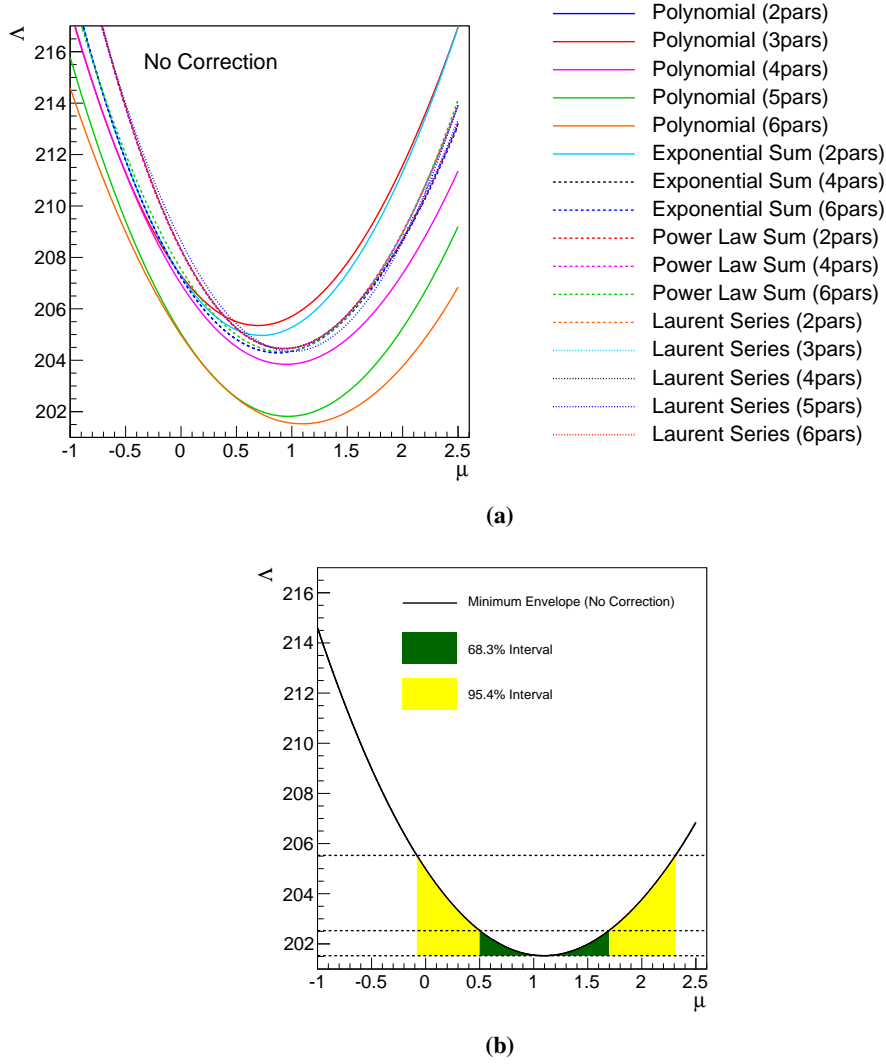 Λ
216
214
212
210
208
206
204
202
No Correction
-1 -0.5 0 0.5 1 1.5 2 2.5
μ
Polynomial (2pars)
Polynomial (3pars)
Polynomial (4pars)
Polynomial (5pars)
Polynomial (6pars)
Exponential Sum (2pars)
Exponential Sum (4pars)
Exponential Sum (6pars)
Power Law Sum (2pars)
Power Law Sum (4pars)
Power Law Sum (6pars)
Laurent Series (2pars)
Laurent Series (3pars)
Laurent Series (4pars)
Laurent Series (5pars)
Laurent Series (6pars)
(a)
Λ
216
214
212
210
208
206
204
202
Minimum Envelope (No Correction)
68.3% Interval
95.4% Interval
-1 -0.5 0 0.5 1 1.5 2 2.5
μ
(b)